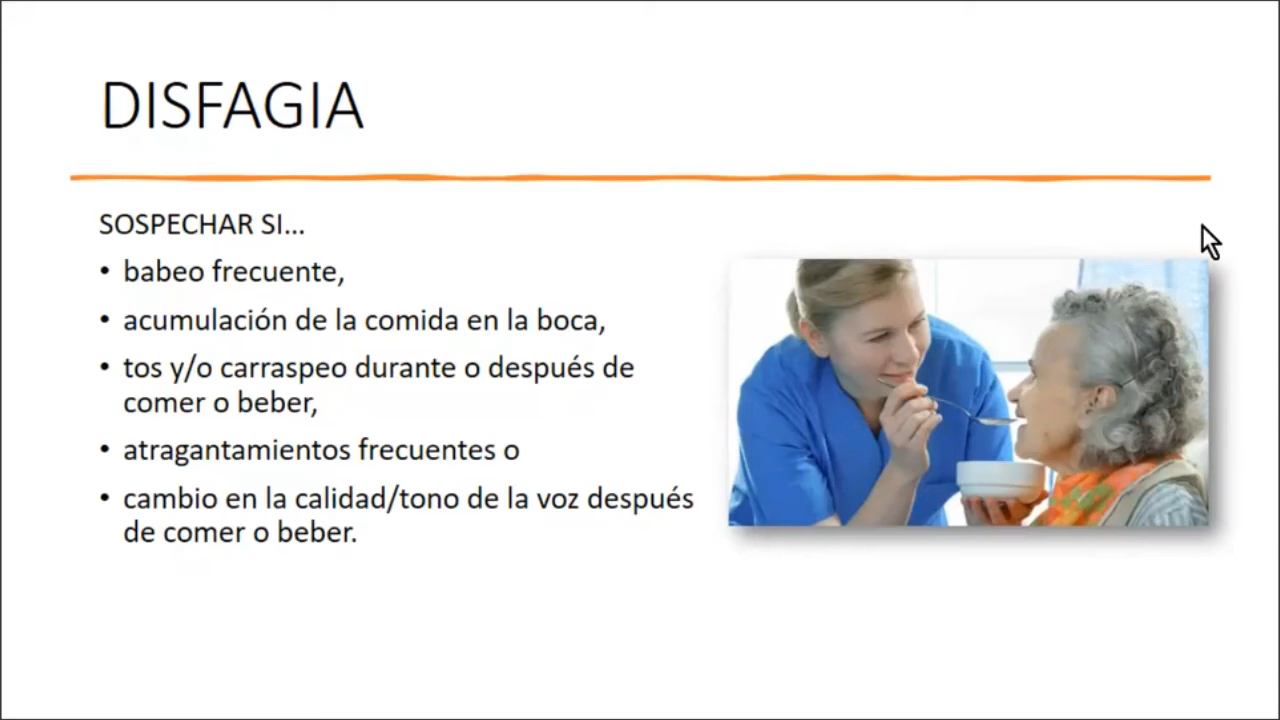 DISFAGIA
SOSPECHAR SI...
• babeo frecuente,
• acumulación de la comida en la boca,
• tos y/o carraspeo durante o después de
comer o beber,
• atragantamientos frecuentes o
• cambio en la calidad/tono de la voz después
de comer o beber.